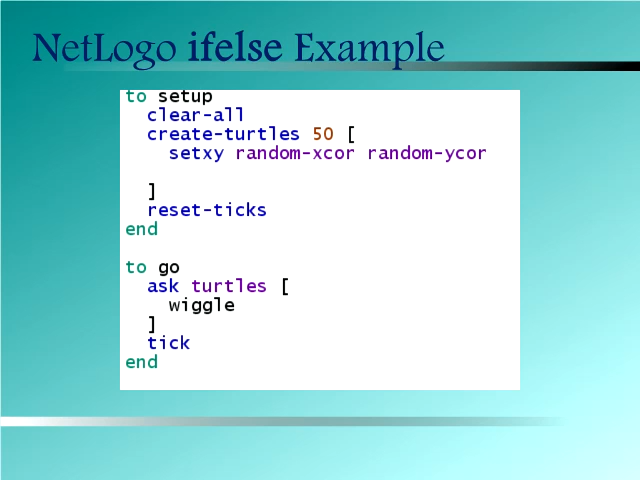 NetLogo ifelse Example
to setup
  clear-all
  create-turtles 50 [
    setxy random-xcor random-ycor

  ]
  reset-ticks
end

to go
  ask turtles [
    wiggle
  ]
  tick
end